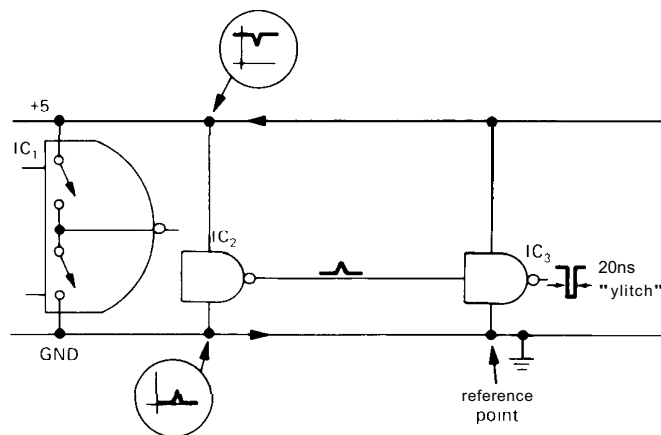 +5
IC₁
IC₂
IC₃
20ns
"ylitch"
GND
reference
point